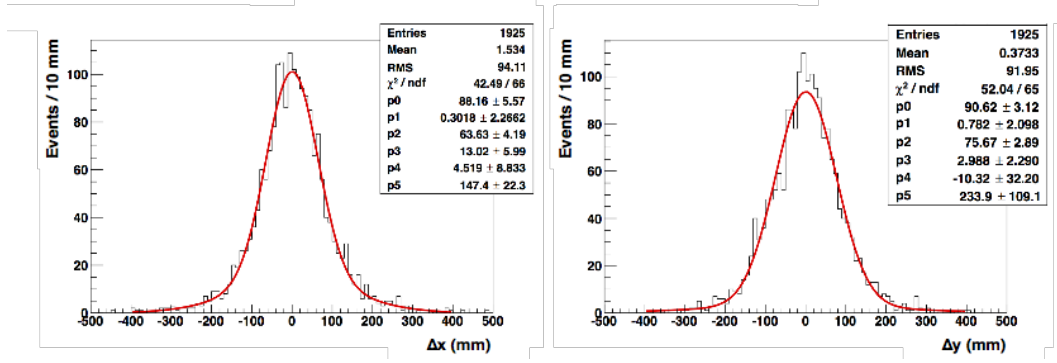 Entries 1925
Mean 1.534
RMS 94.11
χ² / ndf 42.49 / 66
p0 88.16 ± 5.57
p1 0.3018 ± 2.2662
p2 63.63 ± 4.19
p3 13.02 ± 5.99
p4 4.519 ± 8.833
p5 147.4 ± 22.3
Events / 10 mm
100
80
60
40
20
0
-500 -400 -300 -200 -100 0 100 200 300 400 500
Δx (mm)
Entries 1925
Mean 0.3733
RMS 91.95
χ² / ndf 52.04 / 65
p0 90.62 ± 3.12
p1 0.782 ± 2.098
p2 75.67 ± 2.89
p3 2.988 ± 2.290
p4 -10.32 ± 32.20
p5 233.9 ± 109.1
Events / 10 mm
100
80
60
40
20
0
-500 -400 -300 -200 -100 0 100 200 300 400 500
Δy (mm)